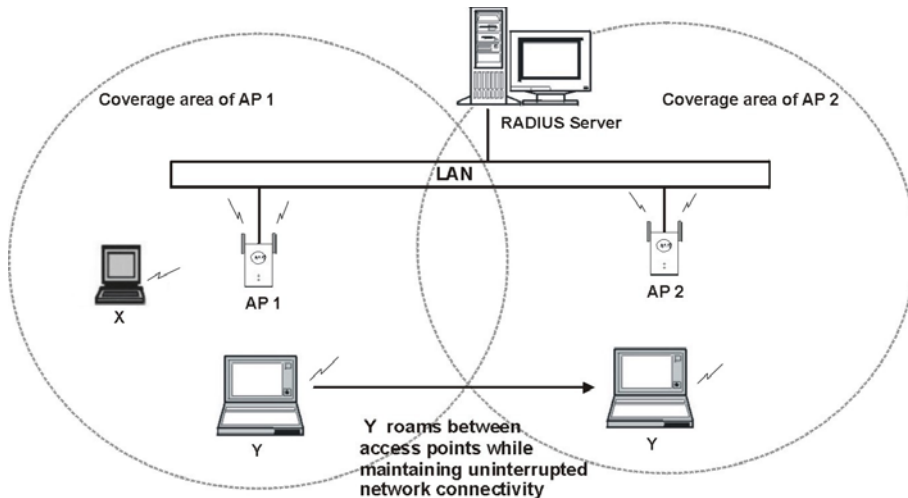 Coverage area of AP 1
Coverage area of AP 2
RADIUS Server
LAN
AP 1
AP 2
X
Y
Y
Y roams between
access points while
maintaining uninterrupted
network connectivity